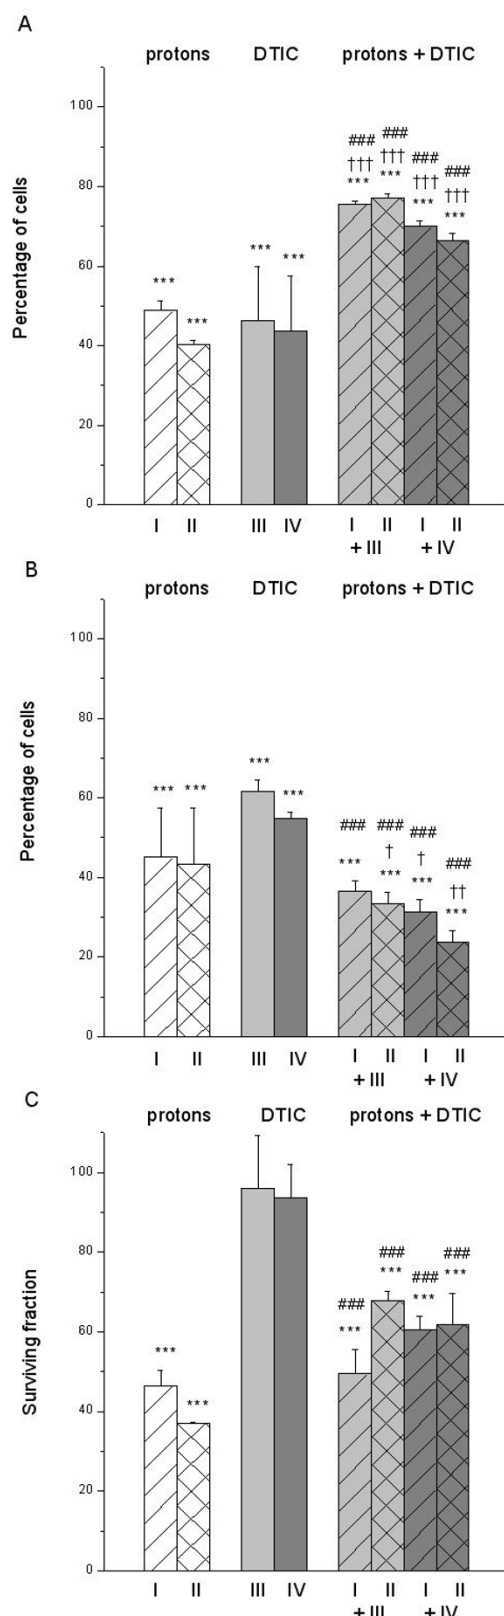 A
protons DTIC protons + DTIC
Percentage of cells
100
80
60
40
20
0
*** *** *** ***
### ### ### ###
††† ††† ††† †††
*** *** *** ***
I II III IV I II I II
+ III + IV
B
protons DTIC protons + DTIC
Percentage of cells
100
80
60
40
20
0
*** *** *** ***
### ### ### ###
† † ††
*** *** *** ***
I II III IV I II I II
+ III + IV
C
protons DTIC protons + DTIC
Surviving fraction
100
80
60
40
20
0
*** ***
### ### ### ###
*** *** *** ***
I II III IV I II I II
+ III + IV